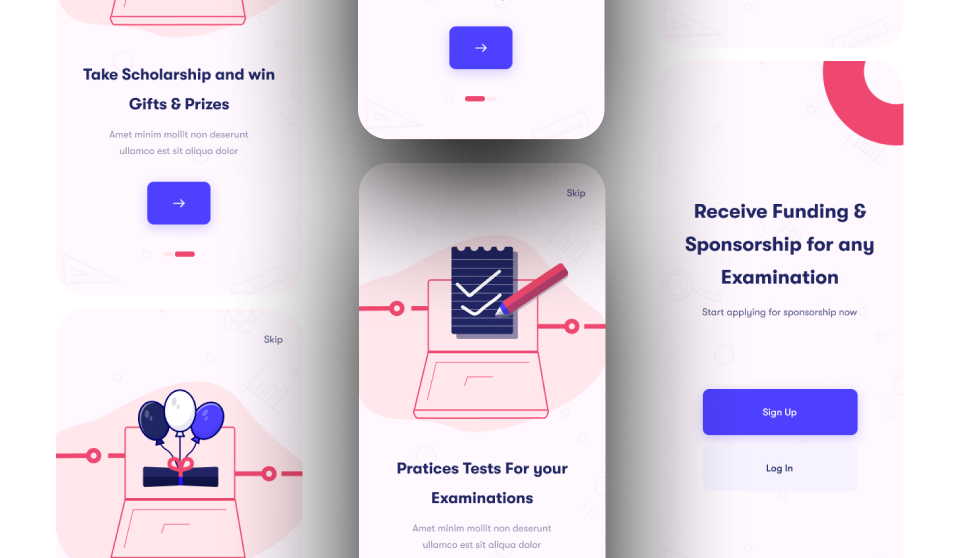 Take Scholarship and win
Gifts & Prizes
Amet minim mollit non deserunt
ullamco est sit aliqua dolor
Skip
Skip
Pratices Tests For your
Examinations
Amet minim mollit non deserunt
ullamco est sit aliqua dolor
Receive Funding &
Sponsorship for any
Examination
Start applying for sponsorship now
Sign Up
Log In